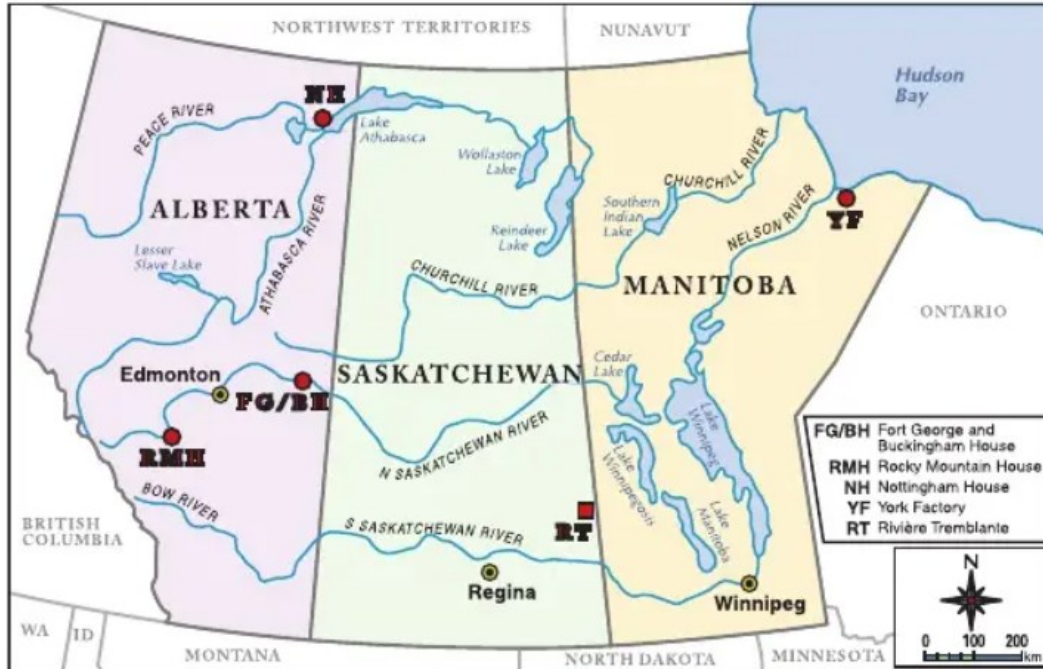 NORTHWEST TERRITORIES
NUNAVUT
Hudson
Bay
NH
PEACE RIVER
Lake
Athabasca
Wollaston
Lake
CHURCHILL RIVER
Southern
Indian
Lake
YF
NELSON RIVER
ALBERTA
ATHABASCA RIVER
Reindeer
Lake
Lesser
Slave Lake
CHURCHILL RIVER
MANITOBA
ONTARIO
Edmonton
FG/BH
SASKATCHEWAN
Cedar
Lake
RMH
N SASKATCHEWAN RIVER
Lake
Winnipeg
Lake
Winnipegosis
Lake
Manitoba
BOW RIVER
S SASKATCHEWAN RIVER
RT
BRITISH
COLUMBIA
Regina
Winnipeg
FG/BH Fort George and
Buckingham House
RMH Rocky Mountain House
NH Nottingham House
YF York Factory
RT Rivière Tremblante
N
0 100 200
km
WA
ID
MONTANA
NORTH DAKOTA
MINNESOTA